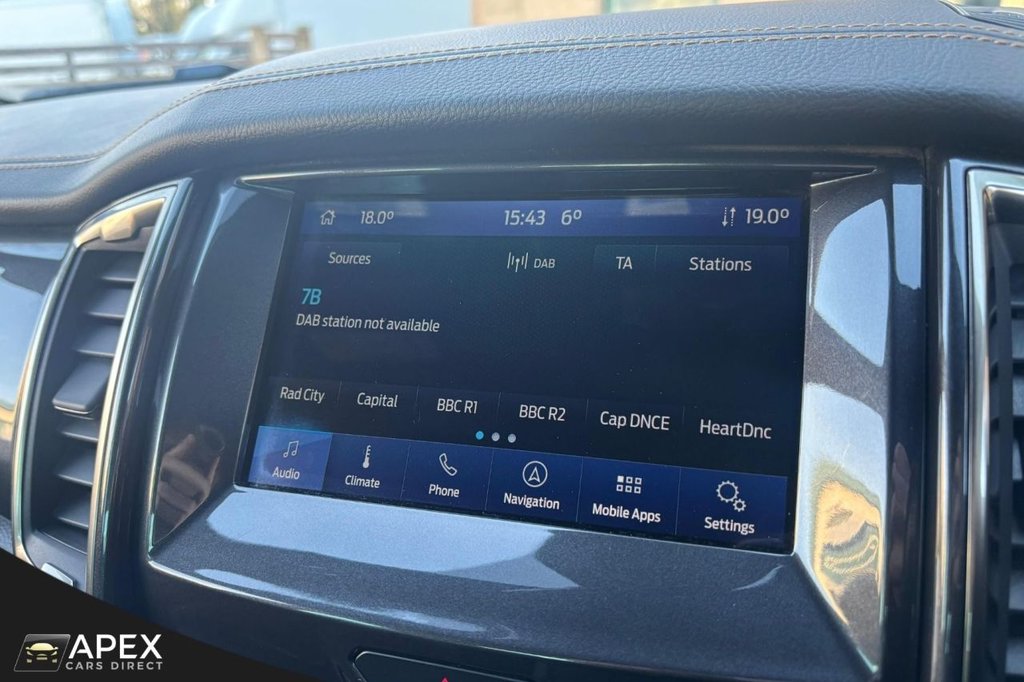 18.0° 15:43 6° 19.0°
Sources DAB TA Stations
7B
DAB station not available
Rad City Capital BBC R1 BBC R2 Cap DNCE HeartDnc
Audio Climate Phone Navigation Mobile Apps Settings
APEX
CARS DIRECT